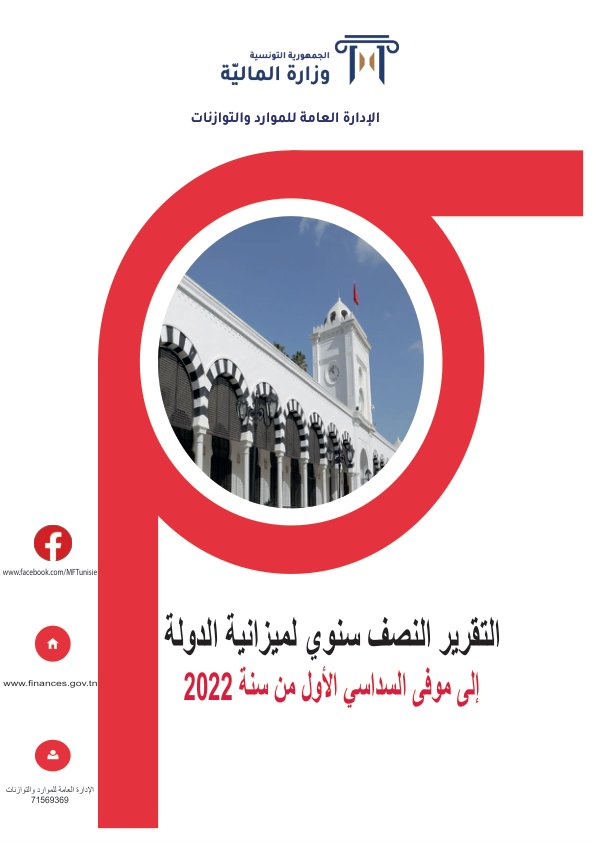 الجمهورية التونسية
وزارة الماليّة
الإدارة العامة للموارد والتوازنات
www.facebook.com/MFTunisie
التقرير النصف سنوي لميزانية الدولة
إلى موفى السداسي الأول من سنة 2022
www.finances.gov.tn
الإدارة العامة للموارد والتوازنات
71569369